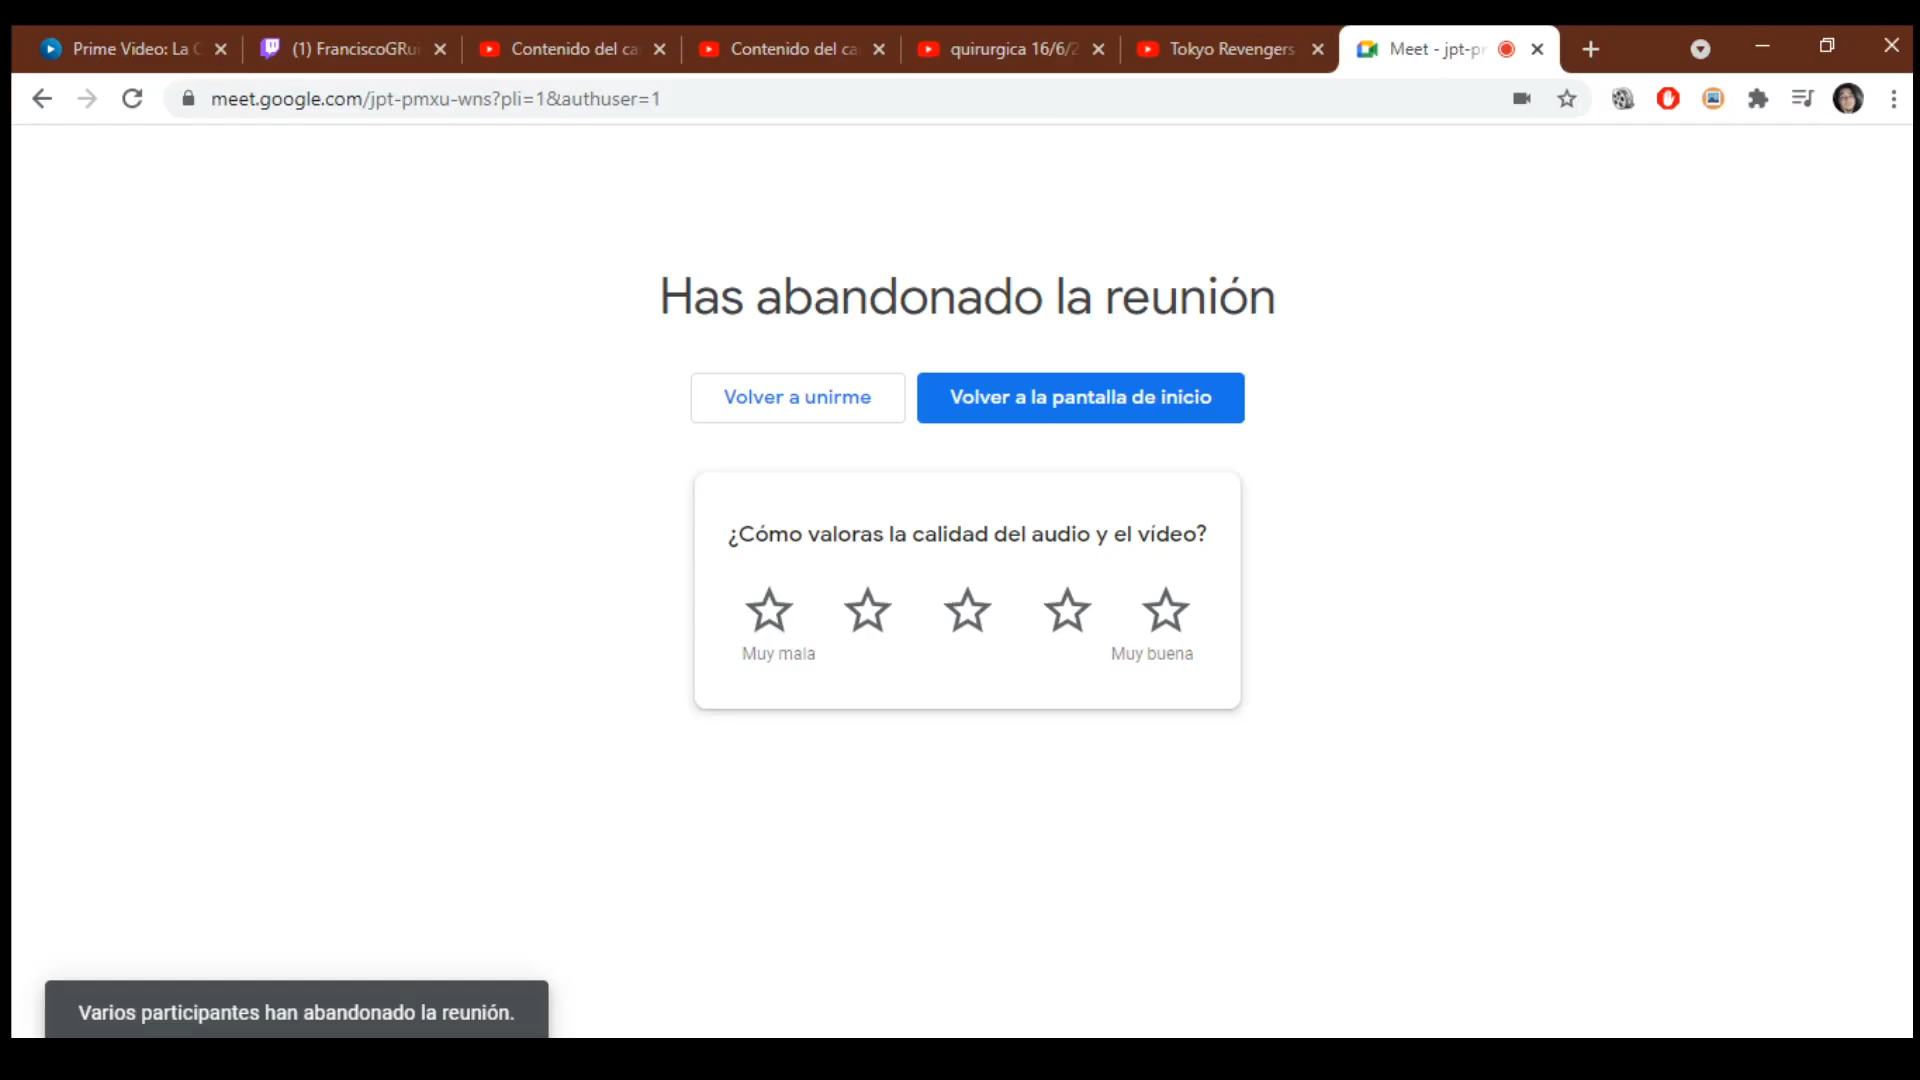 Prime Video: La C
(1) FranciscoGRu
Contenido del ca
Contenido del ca
quirurgica 16/6/2
Tokyo Revengers
Meet - jpt-p
meet.google.com/jpt-pmxu-wns?pli=1&authuser=1
Has abandonado la reunión
Volver a unirme
Volver a la pantalla de inicio
¿Cómo valoras la calidad del audio y el vídeo?
Muy mala
Muy buena
Varios participantes han abandonado la reunión.